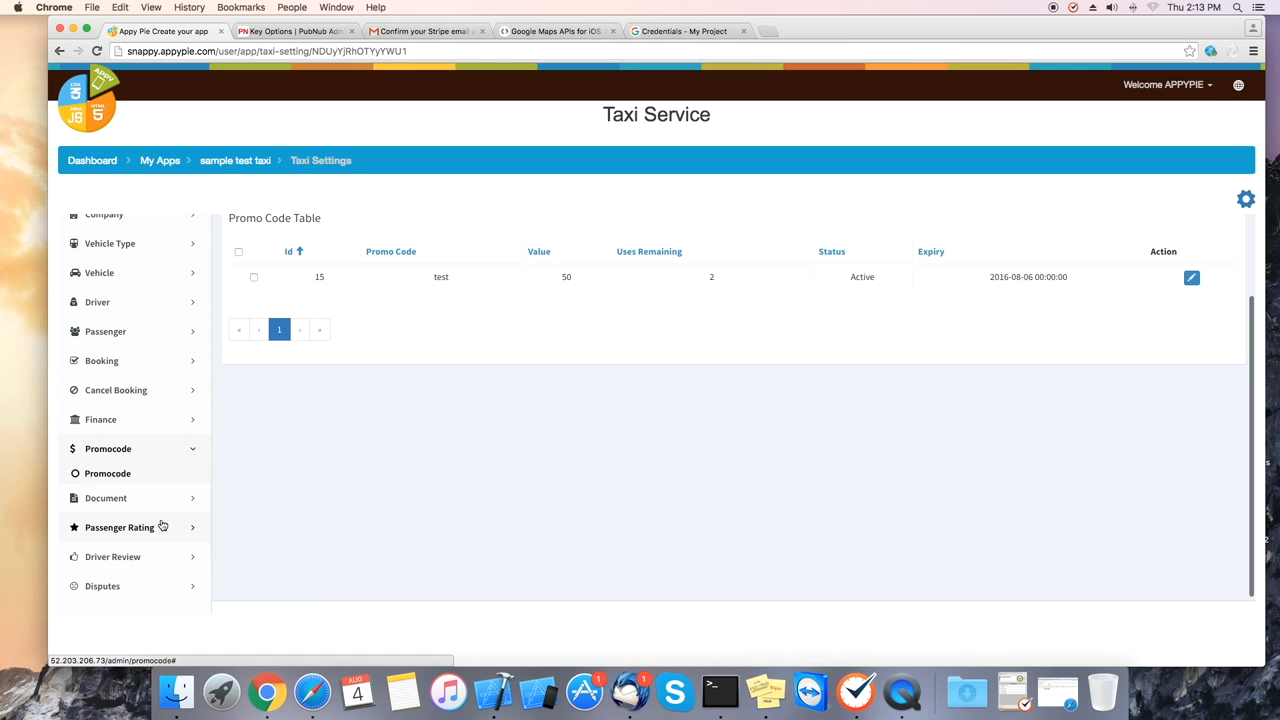 Chrome File Edit View History Bookmarks People Window Help Thu 2:13 PM
Appy Pie Create your app PN Key Options | PubNub Adm Confirm your Stripe email a Google Maps APIs for iOS Credentials - My Project
snappy.appypie.com/user/app/taxi-setting/NDUyYjRhOTYyYWU1
Welcome APPYPIE
Taxi Service
Dashboard > My Apps > sample test taxi > Taxi Settings
Company
Promo Code Table
Vehicle Type
Id Promo Code Value Uses Remaining Status Expiry Action
Vehicle
15 test 50 2 Active 2016-08-06 00:00:00
Driver
Passenger
« ‹ 1 › »
Booking
Cancel Booking
Finance
Promocode
Promocode
Document
Passenger Rating
Driver Review
Disputes
52.203.206.73/admin/promocode#
AUG
4
1
1